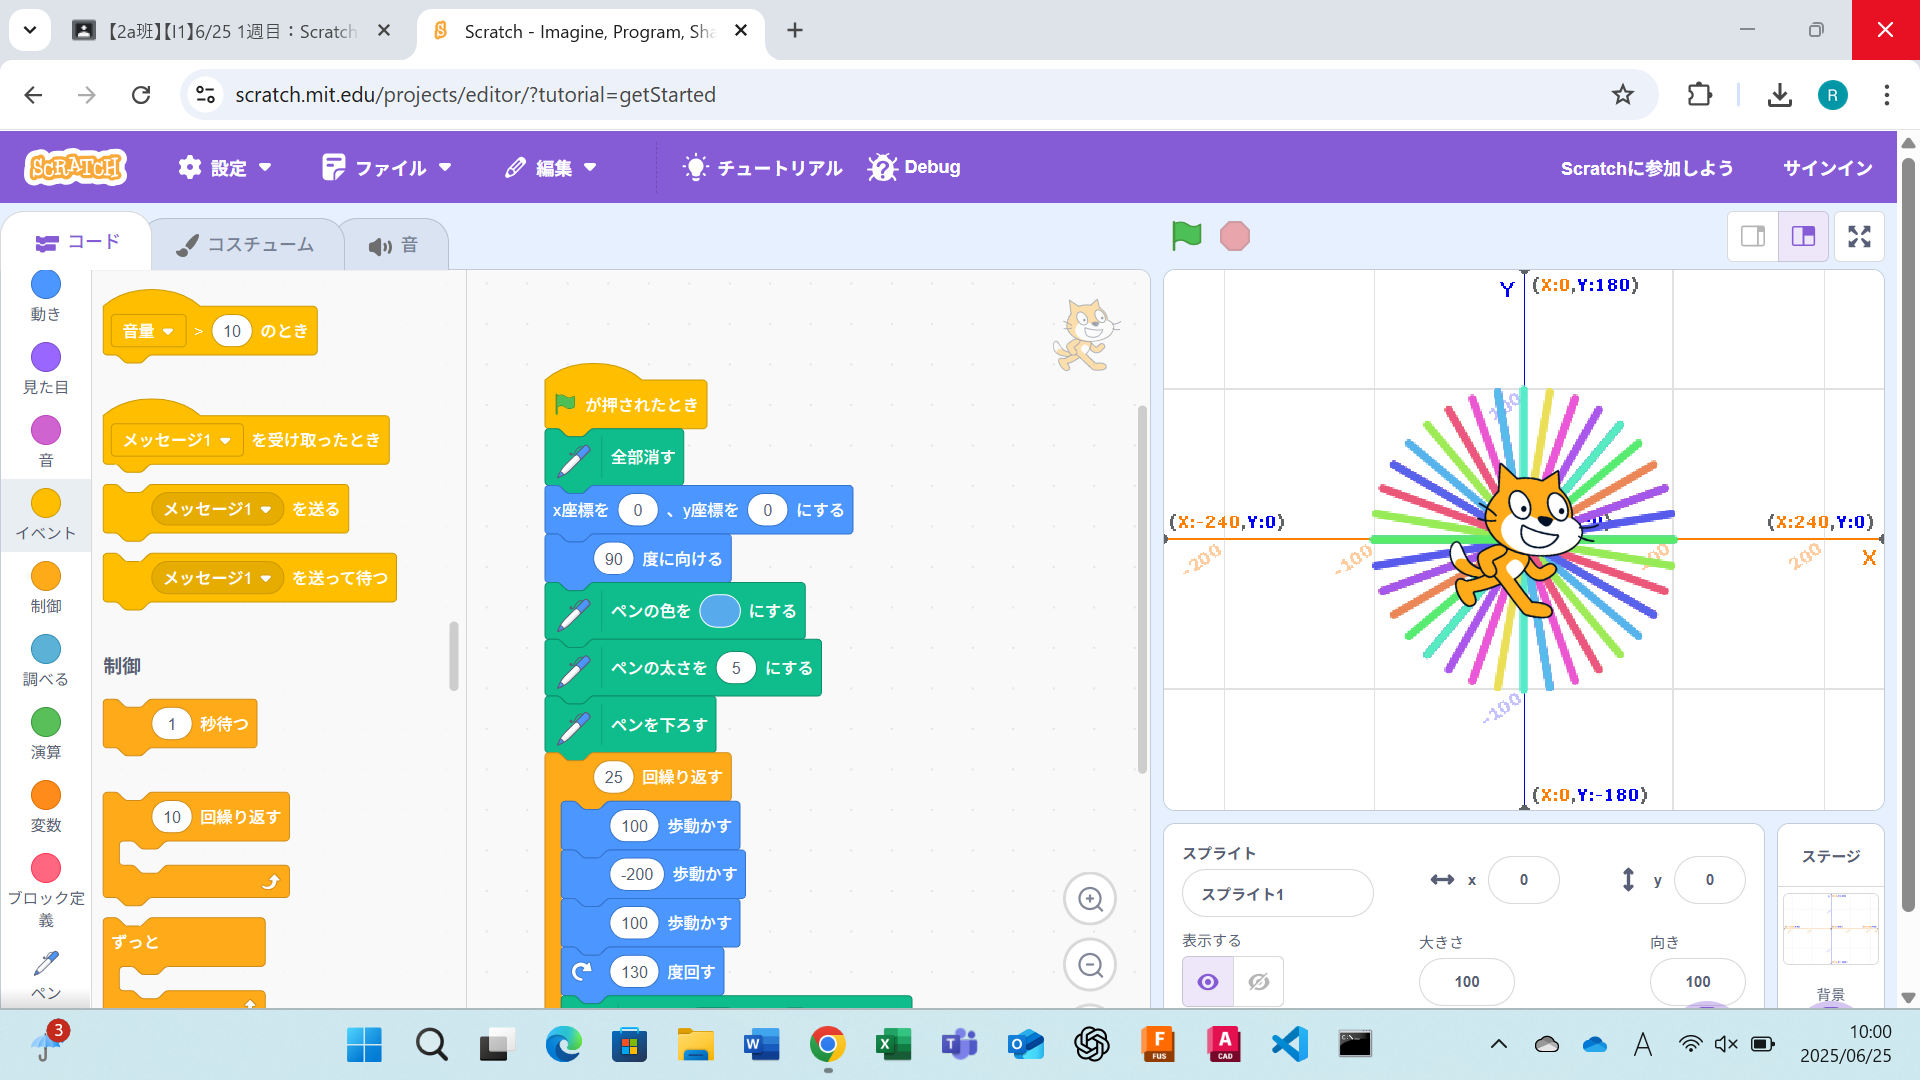 【2a班】【I1】6/25 1週目：Scratch
Scratch - Imagine, Program, Sha
scratch.mit.edu/projects/editor/?tutorial=getStarted
R
SCRATCH
設定
ファイル
編集
チュートリアル
Debug
Scratchに参加しよう
サインイン
コード
コスチューム
音
動き
見た目
音
イベント
制御
調べる
演算
変数
ブロック定
義
ペン
音量 > 10 のとき
メッセージ1 を受け取ったとき
メッセージ1 を送る
メッセージ1 を送って待つ
制御
1 秒待つ
10 回繰り返す
ずっと
が押されたとき
全部消す
x座標を 0 、y座標を 0 にする
90 度に向ける
ペンの色を にする
ペンの太さを 5 にする
ペンを下ろす
25 回繰り返す
100 歩動かす
-200 歩動かす
100 歩動かす
130 度回す
Y
(X:0,Y:180)
100
(X:-240,Y:0)
(X:240,Y:0)
-200
-100
100
200
X
-100
(X:0,Y:-180)
スプライト
スプライト1
x 0
y 0
表示する
大きさ
100
向き
100
ステージ
背景
3
10:00
2025/06/25